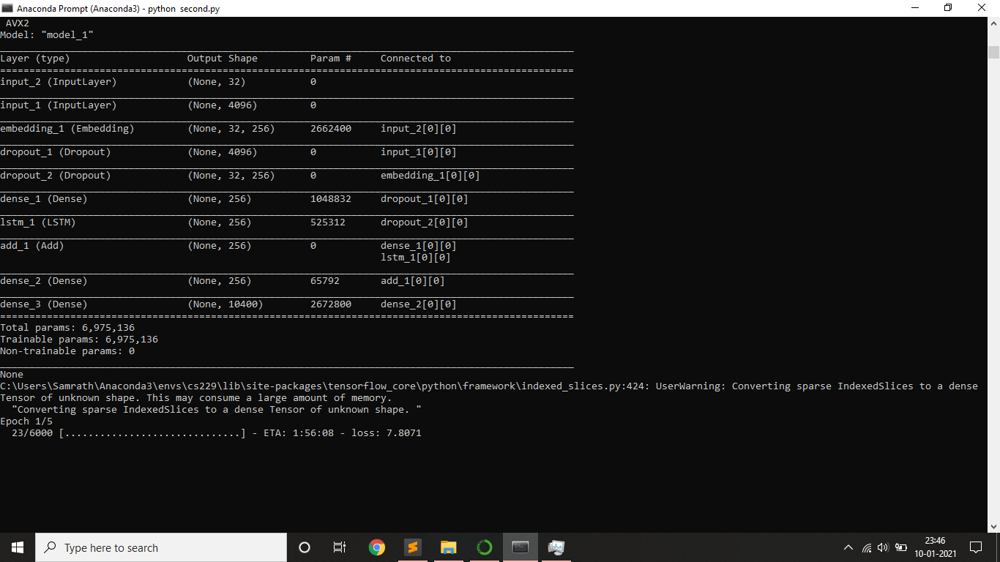 Anaconda Prompt (Anaconda3) - python  second.py
 AVX2
Model: "model_1"
__________________________________________________________________________________________________
Layer (type)                    Output Shape         Param #     Connected to
==================================================================================================
input_2 (InputLayer)            (None, 32)           0
__________________________________________________________________________________________________
input_1 (InputLayer)            (None, 4096)         0
__________________________________________________________________________________________________
embedding_1 (Embedding)         (None, 32, 256)      2662400     input_2[0][0]
__________________________________________________________________________________________________
dropout_1 (Dropout)             (None, 4096)         0           input_1[0][0]
__________________________________________________________________________________________________
dropout_2 (Dropout)             (None, 32, 256)      0           embedding_1[0][0]
__________________________________________________________________________________________________
dense_1 (Dense)                 (None, 256)          1048832     dropout_1[0][0]
__________________________________________________________________________________________________
lstm_1 (LSTM)                   (None, 256)          525312      dropout_2[0][0]
__________________________________________________________________________________________________
add_1 (Add)                     (None, 256)          0           dense_1[0][0]
                                                                 lstm_1[0][0]
__________________________________________________________________________________________________
dense_2 (Dense)                 (None, 256)          65792       add_1[0][0]
__________________________________________________________________________________________________
dense_3 (Dense)                 (None, 10400)        2672800     dense_2[0][0]
==================================================================================================
Total params: 6,975,136
Trainable params: 6,975,136
Non-trainable params: 0
__________________________________________________________________________________________________
None
C:\Users\Samrath\Anaconda3\envs\cs229\lib\site-packages\tensorflow_core\python\framework\indexed_slices.py:424: UserWarning: Converting sparse IndexedSlices to a dense
Tensor of unknown shape. This may consume a large amount of memory.
  "Converting sparse IndexedSlices to a dense Tensor of unknown shape. "
Epoch 1/5
  23/6000 [..............................] - ETA: 1:56:08 - loss: 7.8071
Type here to search
23:46
10-01-2021